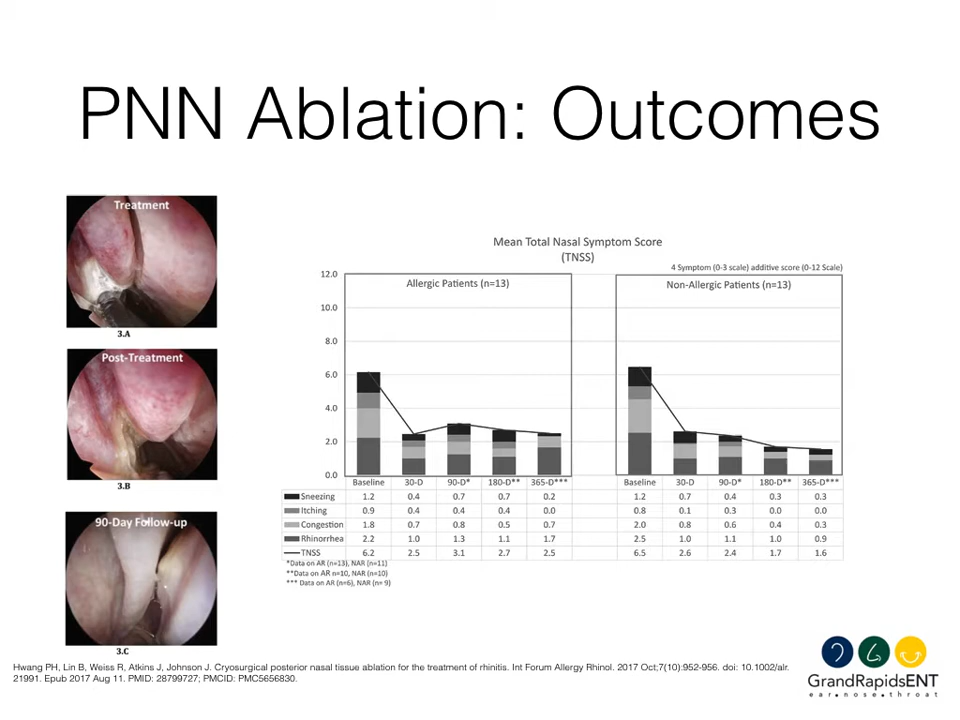 PNN Ablation: Outcomes
Treatment
3.A
Post-Treatment
3.B
90-Day Follow-up
3.C
Mean Total Nasal Symptom Score
(TNSS)
4 Symptom (0-3 scale) additive score (0-12 Scale)
Allergic Patients (n=13)
Non-Allergic Patients (n=13)
12.0
10.0
8.0
6.0
4.0
2.0
0.0
Baseline 30-D 90-D* 180-D** 365-D*** Baseline 30-D 90-D* 180-D** 365-D***
Sneezing 1.2 0.4 0.7 0.7 0.2 1.2 0.7 0.4 0.3 0.3
Itching 0.9 0.4 0.4 0.4 0.0 0.8 0.1 0.3 0.0 0.0
Congestion 1.8 0.7 0.8 0.5 0.7 2.0 0.8 0.6 0.4 0.3
Rhinorrhea 2.2 1.0 1.3 1.1 1.7 2.5 1.0 1.1 1.0 0.9
TNSS 6.2 2.5 3.1 2.7 2.5 6.5 2.6 2.4 1.7 1.6
*Data on AR (n=13), NAR (n=11)
**Data on AR n=10, NAR (n=10)
*** Data on AR (n=6), NAR (n= 9)
Hwang PH, Lin B, Weiss R, Atkins J, Johnson J. Cryosurgical posterior nasal tissue ablation for the treatment of rhinitis. Int Forum Allergy Rhinol. 2017 Oct;7(10):952-956. doi: 10.1002/alr.
21991. Epub 2017 Aug 11. PMID: 28799727; PMCID: PMC5656830.
GrandRapidsENT
ear.nose.throat